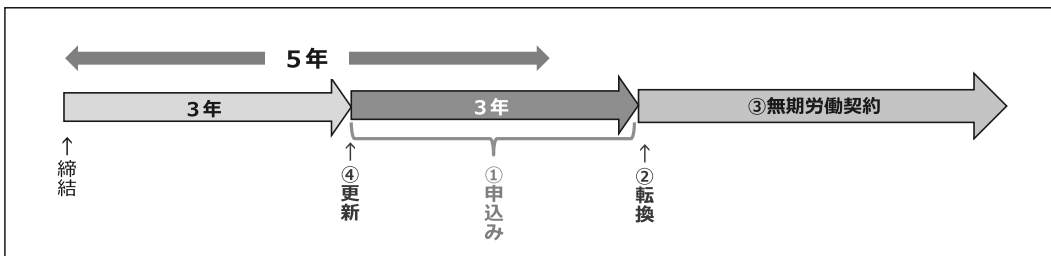 5年
3年
3年
③無期労働契約
↑締結
↑④更新
①申込み
↑②転換